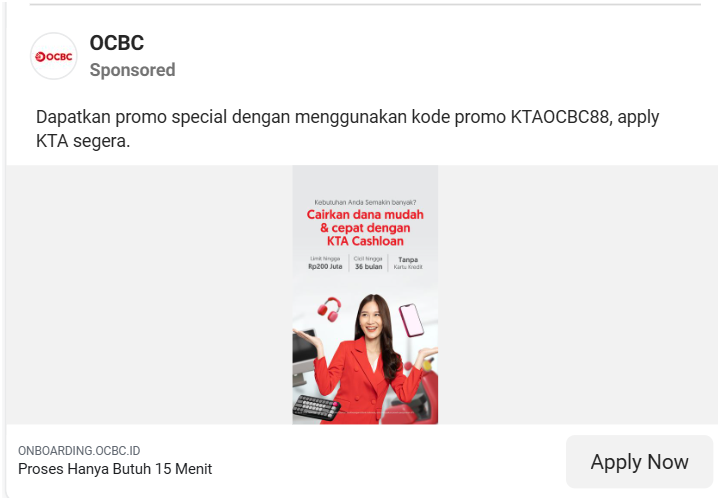 OCBC
OCBC
Sponsored
Dapatkan promo special dengan menggunakan kode promo KTAOCBC88, apply
KTA segera.
Kebutuhan Anda Semakin banyak?
Cairkan dana mudah
& cepat dengan
KTA Cashloan
Limit hingga
Rp200 Juta
Cicil hingga
36 bulan
Tanpa
Kartu Kredit
ONBOARDING.OCBC.ID
Proses Hanya Butuh 15 Menit
Apply Now